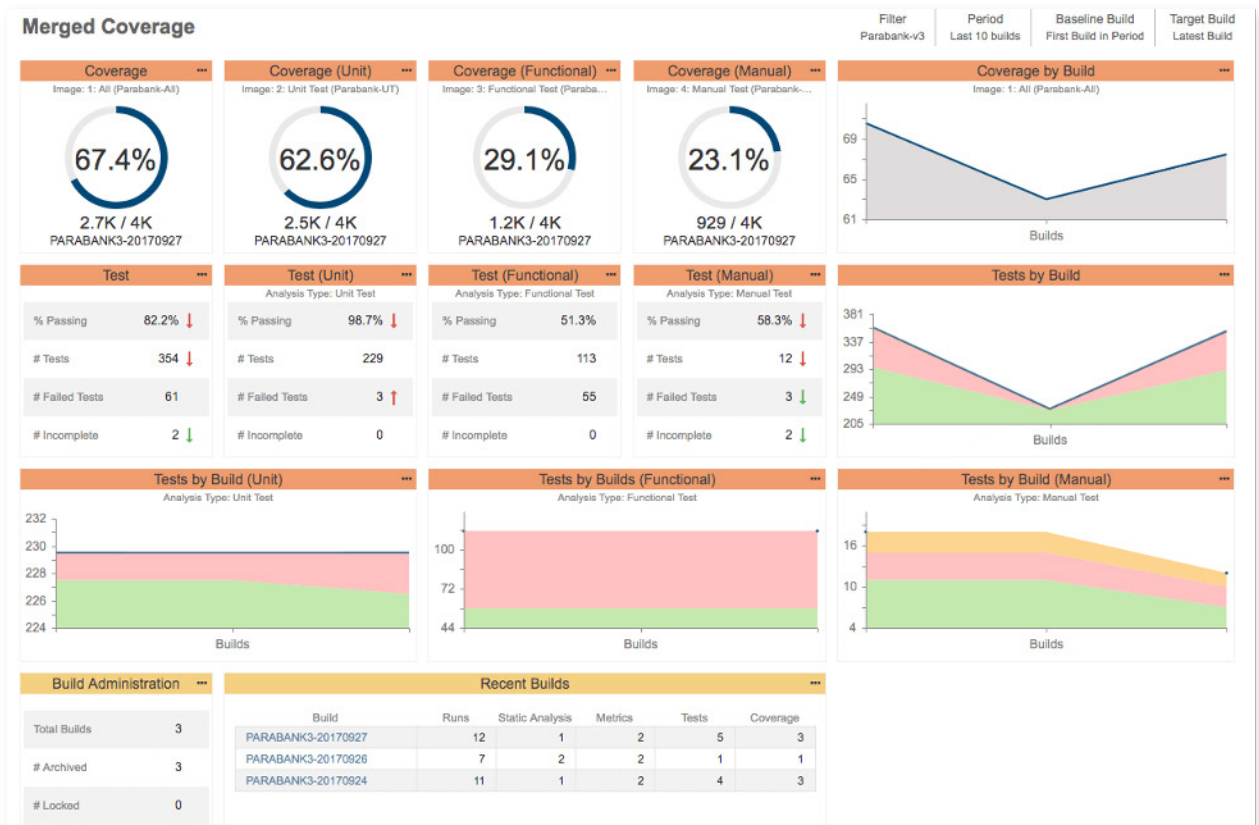 Merged Coverage
Filter Period Baseline Build Target Build
Parabank-v3 Last 10 builds First Build in Period Latest Build
Coverage ···
Image: 1: All (Parabank-All)
67.4%
2.7K / 4K
PARABANK3-20170927
Coverage (Unit) ···
Image: 2: Unit Test (Parabank-UT)
62.6%
2.5K / 4K
PARABANK3-20170927
Coverage (Functional) ···
Image: 3: Functional Test (Paraba...
29.1%
1.2K / 4K
PARABANK3-20170927
Coverage (Manual) ···
Image: 4: Manual Test (Parabank-...
23.1%
929 / 4K
PARABANK3-20170927
Coverage by Build ···
Image: 1: All (Parabank-All)
69
65
61
Builds
Test ···
% Passing 82.2% ↓
# Tests 354 ↓
# Failed Tests 61
# Incomplete 2 ↓
Test (Unit) ···
Analysis Type: Unit Test
% Passing 98.7% ↓
# Tests 229
# Failed Tests 3 ↑
# Incomplete 0
Test (Functional) ···
Analysis Type: Functional Test
% Passing 51.3%
# Tests 113
# Failed Tests 55
# Incomplete 0
Test (Manual) ···
Analysis Type: Manual Test
% Passing 58.3% ↓
# Tests 12 ↓
# Failed Tests 3 ↓
# Incomplete 2 ↓
Tests by Build ···
381
337
293
249
205
Builds
Tests by Build (Unit) ···
Analysis Type: Unit Test
232
230
228
226
224
Builds
Tests by Builds (Functional) ···
Analysis Type: Functional Test
100
72
44
Builds
Tests by Build (Manual) ···
Analysis Type: Manual Test
16
10
4
Builds
Build Administration ···
Total Builds 3
# Archived 3
# Locked 0
Recent Builds ···
Build Runs Static Analysis Metrics Tests Coverage
PARABANK3-20170927 12 1 2 5 3
PARABANK3-20170926 7 2 2 1 1
PARABANK3-20170924 11 1 2 4 3